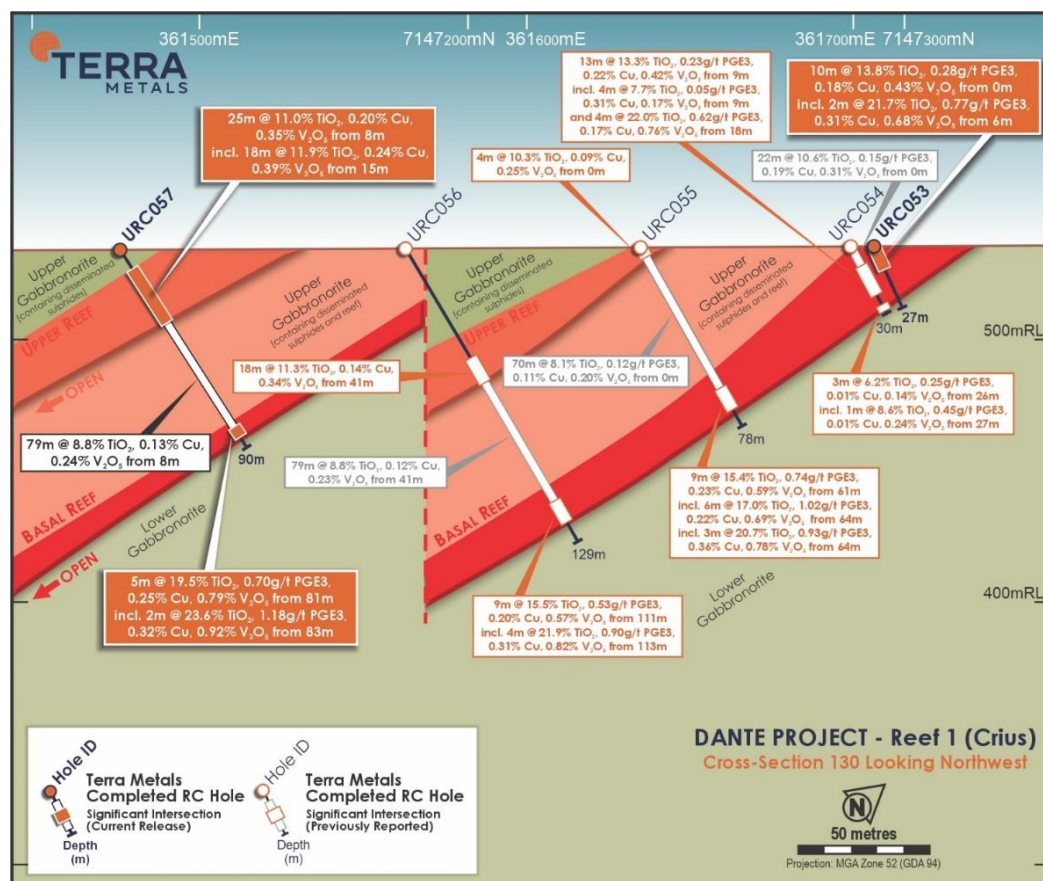 TERRA
METALS
361500mE
7147200mN
361600mE
361700mE
7147300mN
25m @ 11.0% TiO₂, 0.20% Cu,
0.35% V₂O₅ from 8m
incl. 18m @ 11.9% TiO₂, 0.24% Cu,
0.39% V₂O₅ from 15m
13m @ 13.3% TiO₂, 0.23g/t PGE3,
0.22% Cu, 0.42% V₂O₅ from 9m
incl. 4m @ 7.7% TiO₂, 0.05g/t PGE3,
0.31% Cu, 0.17% V₂O₅ from 9m
and 4m @ 22.0% TiO₂, 0.62g/t PGE3,
0.17% Cu, 0.76% V₂O₅ from 18m
10m @ 13.8% TiO₂, 0.28g/t PGE3,
0.18% Cu, 0.43% V₂O₅ from 0m
incl. 2m @ 21.7% TiO₂, 0.77g/t PGE3,
0.31% Cu, 0.68% V₂O₅ from 6m
4m @ 10.3% TiO₂, 0.09% Cu,
0.25% V₂O₅ from 0m
22m @ 10.6% TiO₂, 0.15g/t PGE3,
0.19% Cu, 0.31% V₂O₅ from 0m
URC057
URC056
URC055
URC054
URC053
Upper
Gabbronorite
(containing disseminated
sulphides)
UPPER REEF
OPEN
Upper
Gabbronorite
(containing disseminated
sulphides and reef)
Upper
Gabbronorite
(containing disseminated
sulphides)
UPPER REEF
Upper
Gabbronorite
(containing disseminated
sulphides and reef)
30m
27m
500mRL
18m @ 11.3% TiO₂, 0.14% Cu,
0.34% V₂O₅ from 41m
70m @ 8.1% TiO₂, 0.12g/t PGE3,
0.11% Cu, 0.20% V₂O₅ from 0m
3m @ 6.2% TiO₂, 0.25g/t PGE3,
0.01% Cu, 0.14% V₂O₅ from 26m
incl. 1m @ 8.6% TiO₂, 0.45g/t PGE3,
0.01% Cu, 0.24% V₂O₅ from 27m
79m @ 8.8% TiO₂, 0.13% Cu,
0.24% V₂O₅ from 8m
90m
79m @ 8.8% TiO₂, 0.12% Cu,
0.23% V₂O₅ from 41m
78m
BASAL REEF
OPEN
Lower
Gabbronorite
BASAL REEF
129m
9m @ 15.4% TiO₂, 0.74g/t PGE3,
0.23% Cu, 0.59% V₂O₅ from 61m
incl. 6m @ 17.0% TiO₂, 1.02g/t PGE3,
0.22% Cu, 0.69% V₂O₅ from 64m
incl. 3m @ 20.7% TiO₂, 0.93g/t PGE3,
0.36% Cu, 0.78% V₂O₅ from 64m
5m @ 19.5% TiO₂, 0.70g/t PGE3,
0.25% Cu, 0.79% V₂O₅ from 81m
incl. 2m @ 23.6% TiO₂, 1.18g/t PGE3,
0.32% Cu, 0.92% V₂O₅ from 83m
9m @ 15.5% TiO₂, 0.53g/t PGE3,
0.20% Cu, 0.57% V₂O₅ from 111m
incl. 4m @ 21.9% TiO₂, 0.90g/t PGE3,
0.31% Cu, 0.82% V₂O₅ from 113m
Lower
Gabbronorite
400mRL
Hole ID
Terra Metals
Completed RC Hole
Significant Intersection
(Current Release)
Depth
(m)
Hole ID
Terra Metals
Completed RC Hole
Significant Intersection
(Previously Reported)
Depth
(m)
DANTE PROJECT - Reef 1 (Crius)
Cross-Section 130 Looking Northwest
N
50 metres
Projection: MGA Zone 52 (GDA 94)